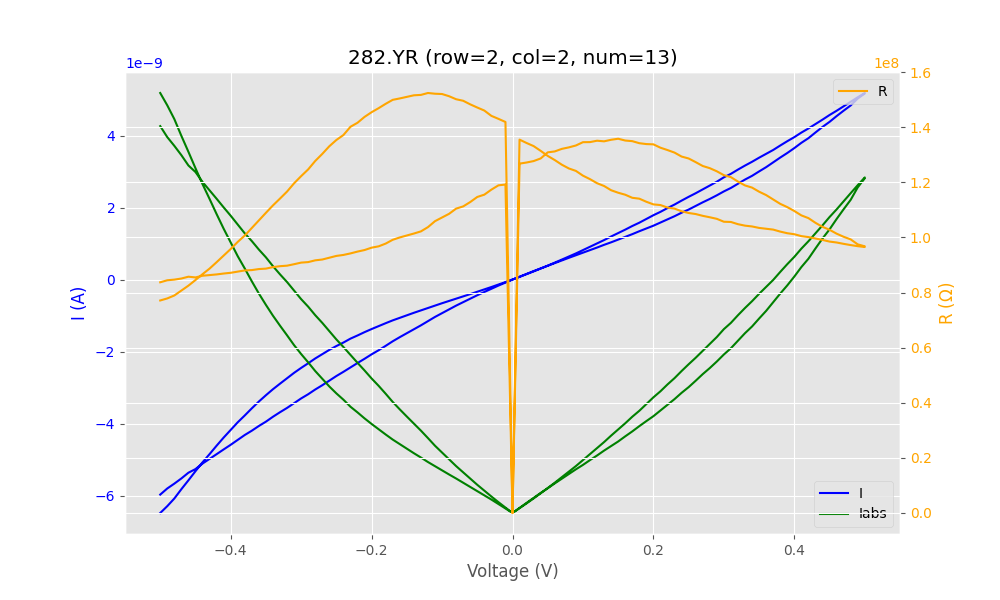 282.YR (row=2, col=2, num=13)
1e−9
1e8
R
4
2
0
−2
−4
−6
I (A)
1.6
1.4
1.2
1.0
0.8
0.6
0.4
0.2
0.0
R (Ω)
I
Iabs
−0.4
−0.2
0.0
0.2
0.4
Voltage (V)